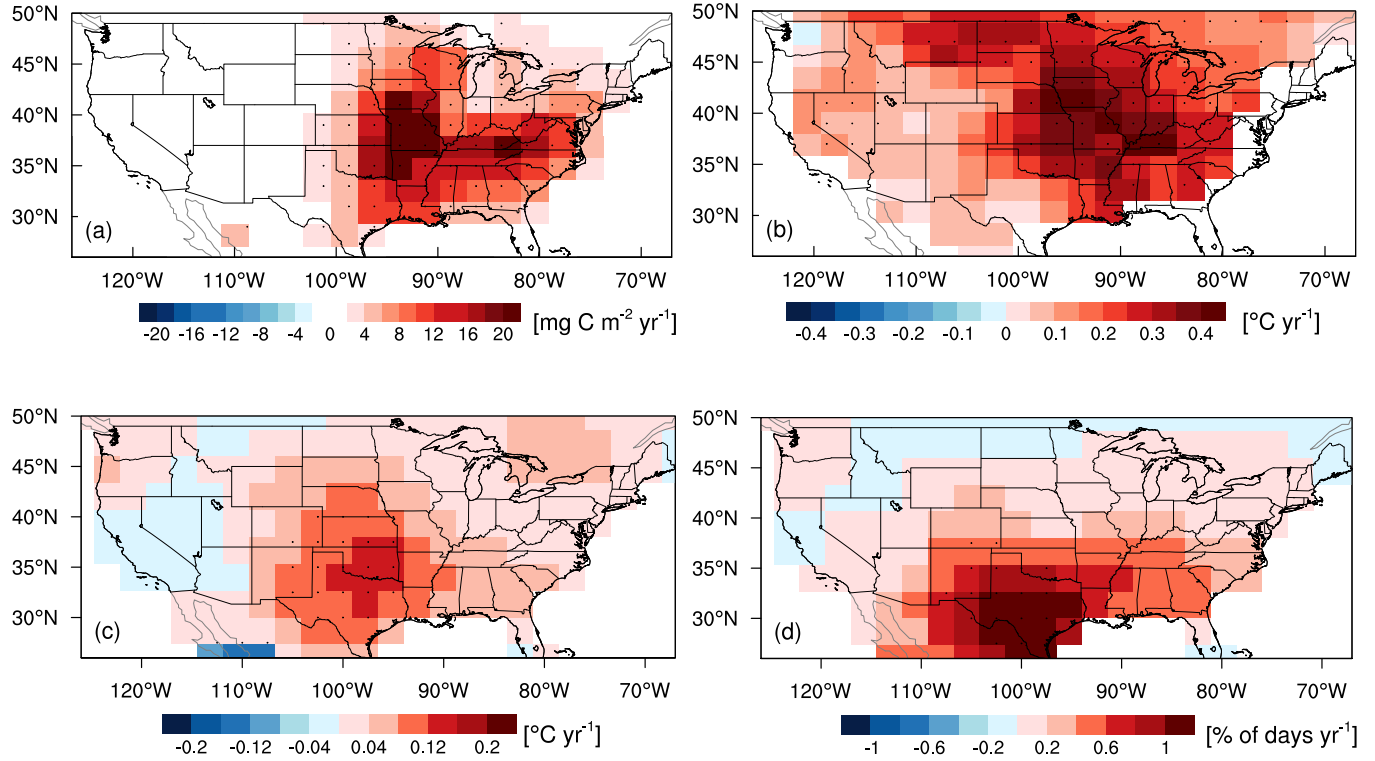 50°N
45°N
40°N
35°N
30°N
(a)
120°W 110°W 100°W 90°W 80°W 70°W
-20 -16 -12 -8 -4 0 4 8 12 16 20 [mg C m-2 yr-1]
50°N
45°N
40°N
35°N
30°N
(b)
120°W 110°W 100°W 90°W 80°W 70°W
-0.4 -0.3 -0.2 -0.1 0 0.1 0.2 0.3 0.4 [°C yr-1]
50°N
45°N
40°N
35°N
30°N
(c)
120°W 110°W 100°W 90°W 80°W 70°W
-0.2 -0.12 -0.04 0.04 0.12 0.2 [°C yr-1]
50°N
45°N
40°N
35°N
30°N
(d)
120°W 110°W 100°W 90°W 80°W 70°W
-1 -0.6 -0.2 0.2 0.6 1 [% of days yr-1]